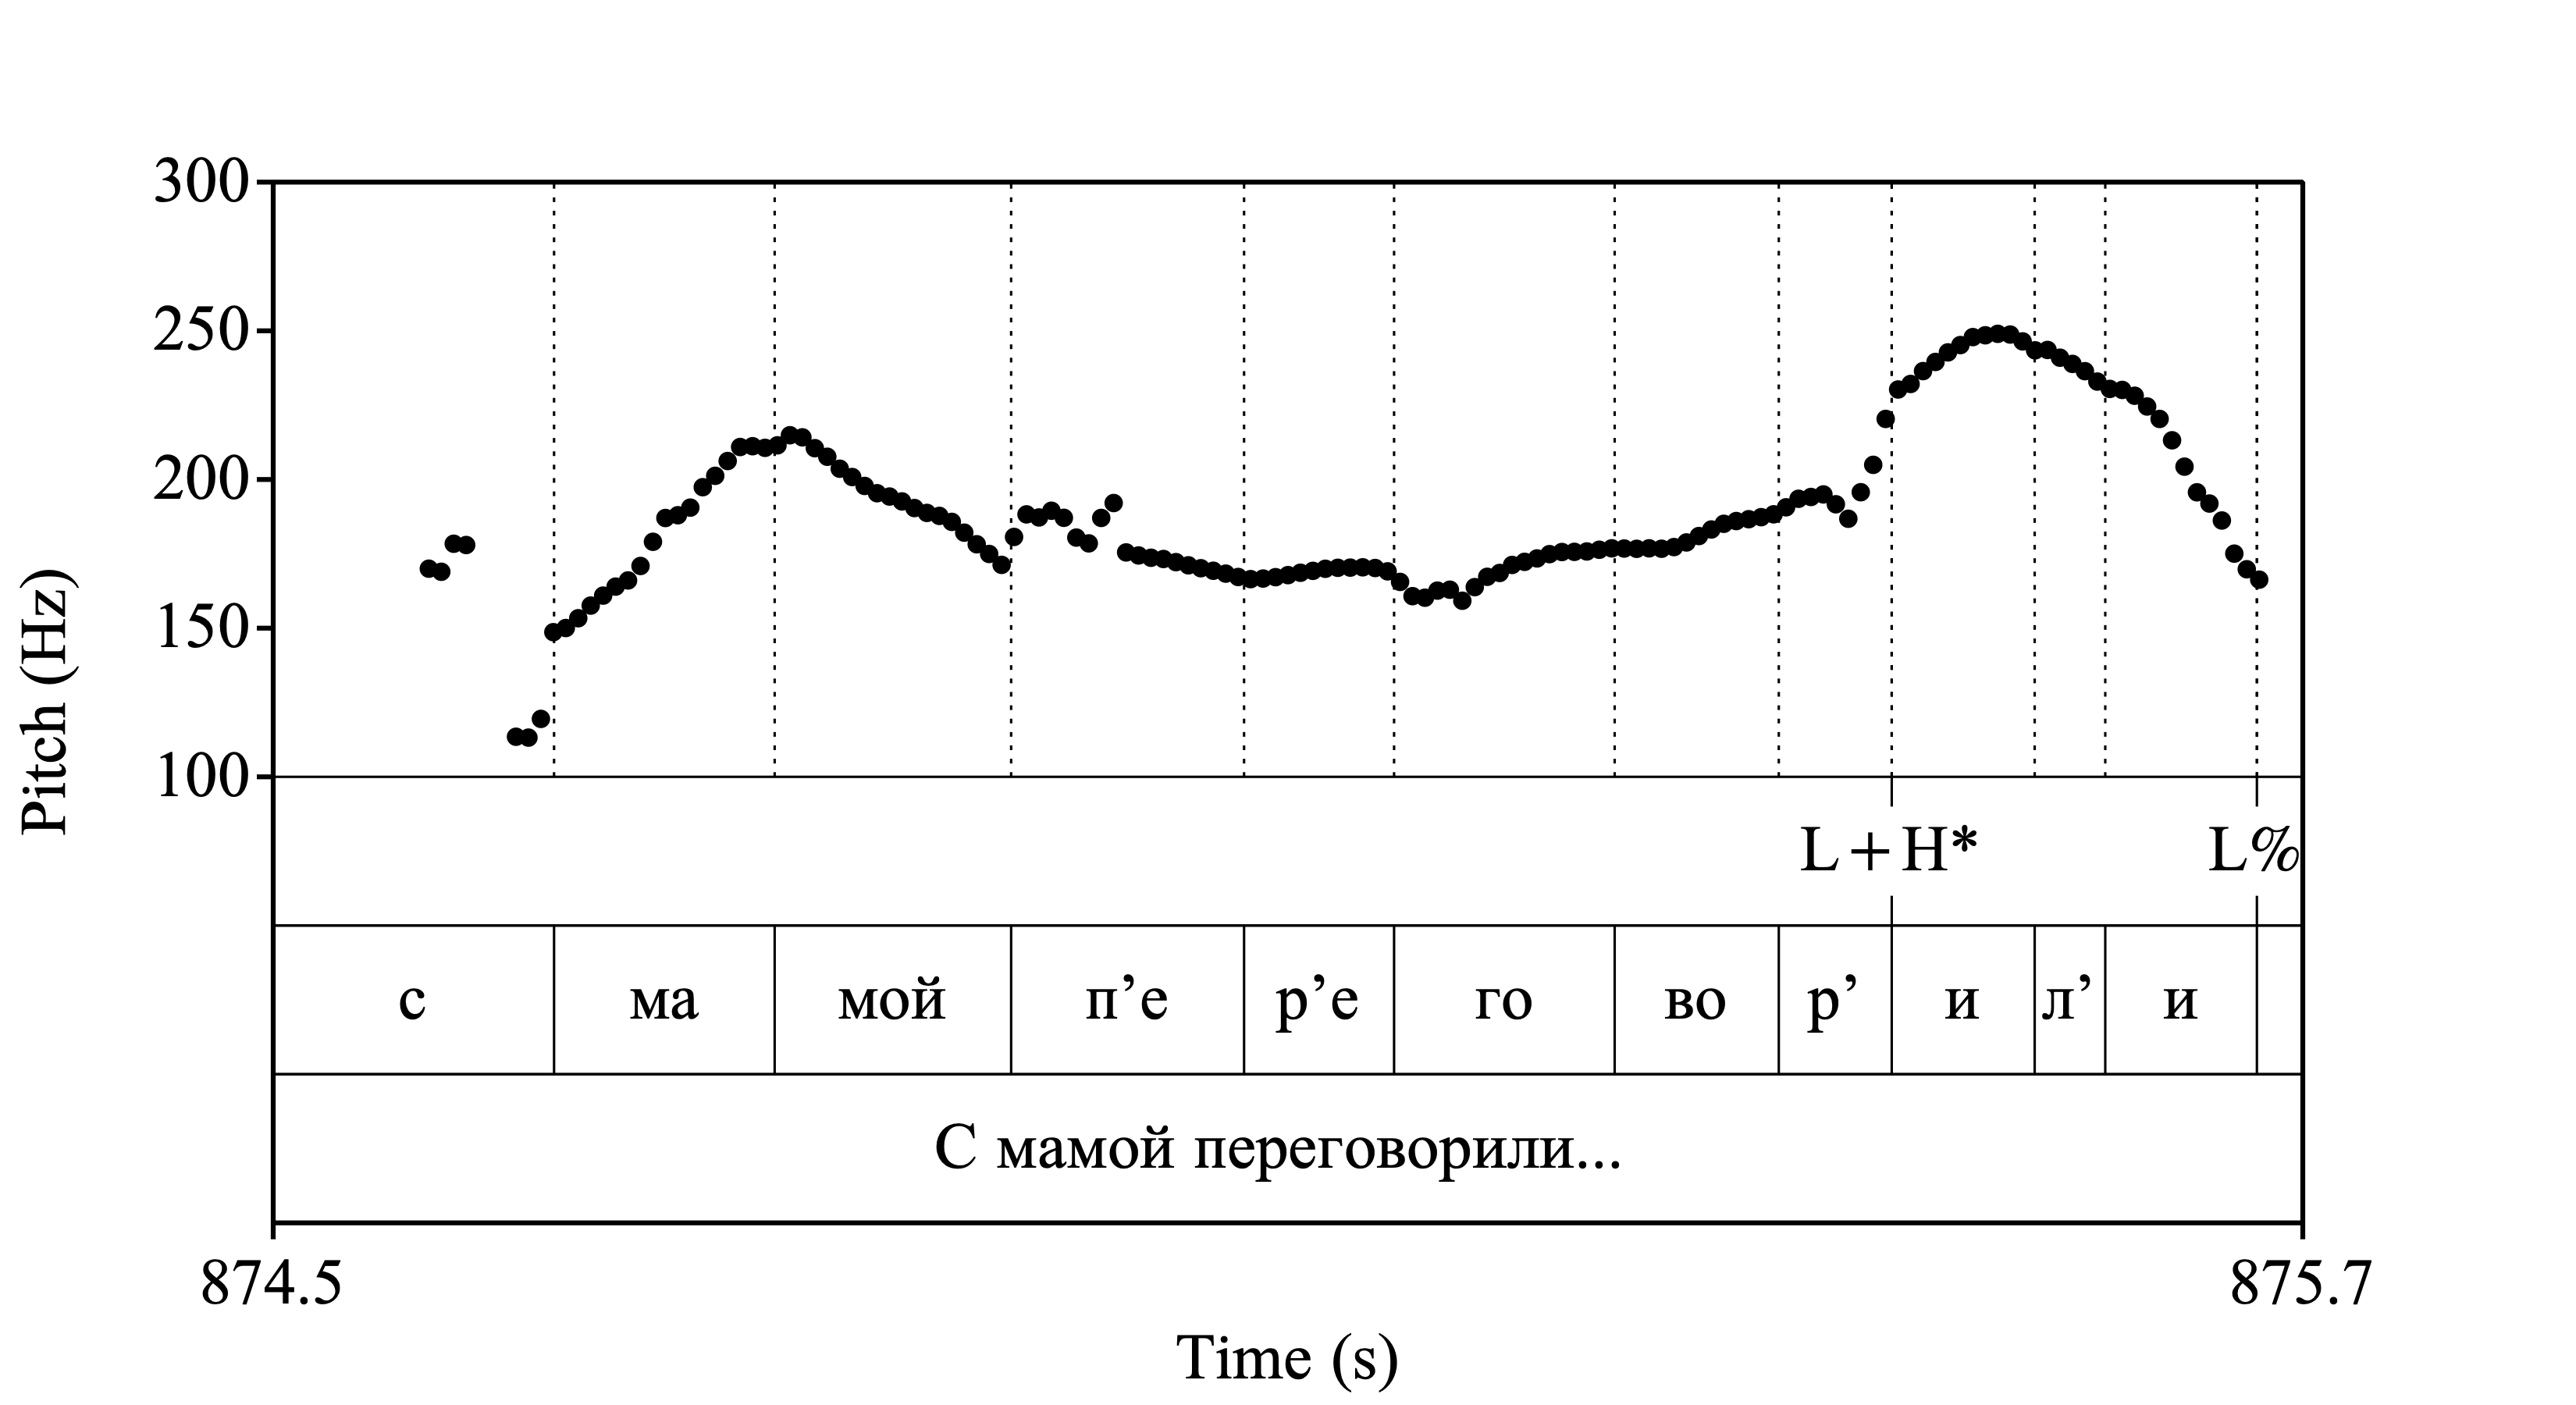 300
250
200
150
100
Pitch (Hz)
L+H* L%
с ма мой п’е р’е го во р’ и л’ и
С мамой переговорили...
874.5 875.7
Time (s)